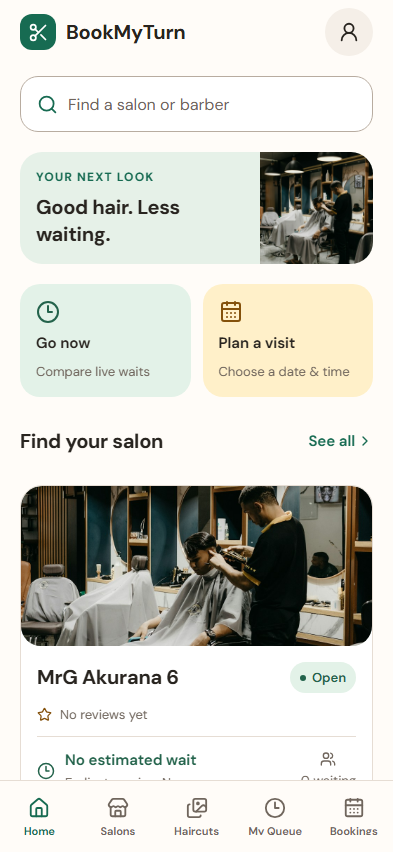 BookMyTurn
Find a salon or barber
YOUR NEXT LOOK
Good hair. Less
waiting.
Go now
Compare live waits
Plan a visit
Choose a date & time
Find your salon
See all
MrG Akurana 6
Open
No reviews yet
No estimated wait
0 waiting
Home
Salons
Haircuts
My Queue
Bookings